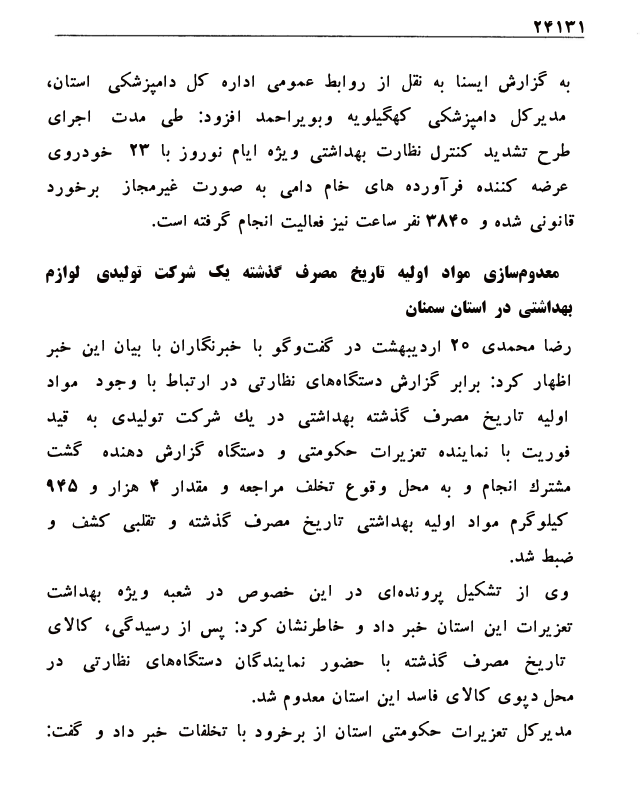 ۲۴۱۳۱
به گزارش ایسنا به نقل از روابط عمومی اداره کل دامپزشکی استان،
مدیرکل دامپزشکی کهگیلویه وبویراحمد افزود: طی مدت اجرای
طرح تشدید کنترل نظارت بهداشتی ویژه ایام نوروز با ۲۳ خودروی
عرضه کننده فرآورده های خام دامی به صورت غیرمجاز برخورد
قانونی شده و ۳۸۴۰ نفر ساعت نیز فعالیت انجام گرفته است.
معدوم‌سازی مواد اولیه تاریخ مصرف گذشته یک شرکت تولیدی لوازم
بهداشتی در استان سمنان
رضا محمدی ۲۰ اردیبهشت در گفت‌وگو با خبرنگاران با بیان این خبر
اظهار کرد: برابر گزارش دستگاه‌های نظارتی در ارتباط با وجود مواد
اولیه تاریخ مصرف گذشته بهداشتی در یك شرکت تولیدی به قید
فوریت با نماینده تعزیرات حکومتی و دستگاه گزارش دهنده گشت
مشترك انجام و به محل وقوع تخلف مراجعه و مقدار ۴ هزار و ۹۴۵
کیلوگرم مواد اولیه بهداشتی تاریخ مصرف گذشته و تقلبی کشف و
ضبط شد.
وی از تشکیل پرونده‌ای در این خصوص در شعبه ویژه بهداشت
تعزیرات این استان خبر داد و خاطرنشان کرد: پس از رسیدگی، کالای
تاریخ مصرف گذشته با حضور نمایندگان دستگاه‌های نظارتی در
محل دپوی کالای فاسد این استان معدوم شد.
مدیرکل تعزیرات حکومتی استان از برخرود با تخلفات خبر داد و گفت: